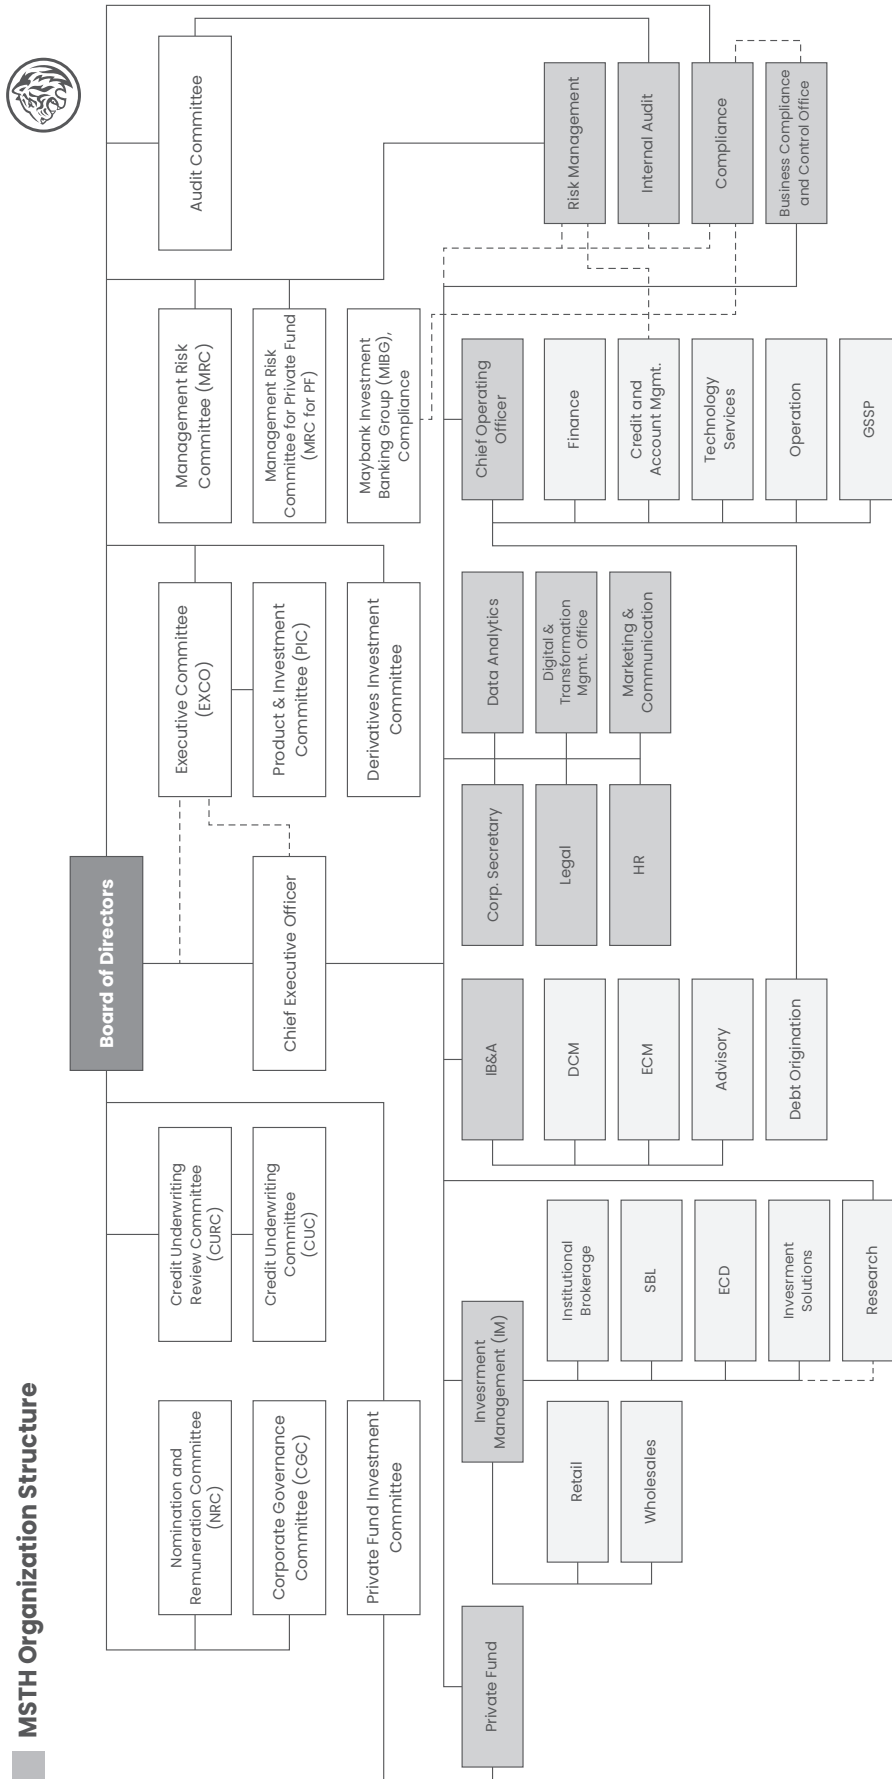 MSTH Organization Structure
Board of Directors
Nomination and
Remuneration Committee
(NRC)
Corporate Governance
Committee (CGC)
Private Fund Investment
Committee
Credit Underwriting
Review Committee
(CURC)
Credit Underwriting
Committee
(CUC)
Chief Executive Officer
Executive Committee
(EXCO)
Product & Investment
Committee (PIC)
Derivatives Investment
Committee
Management Risk
Committee (MRC)
Management Risk
Committee for Private Fund
(MRC for PF)
Maybank Investment
Banking Group (MIBG),
Compliance
Audit Committee
Private Fund
Invesrment
Management (IM)
Retail
Wholesales
Institutional
Brokerage
SBL
ECD
Invesrment
Solutions
Research
IB&A
DCM
ECM
Advisory
Debt Origination
Corp. Secretary
Legal
HR
Data Analytics
Digital &
Transformation
Mgmt. Office
Marketing &
Communication
Chief Operating
Officer
Finance
Credit and
Account Mgmt.
Technology
Services
Operation
GSSP
Risk Management
Internal Audit
Compliance
Business Compliance
and Control Office